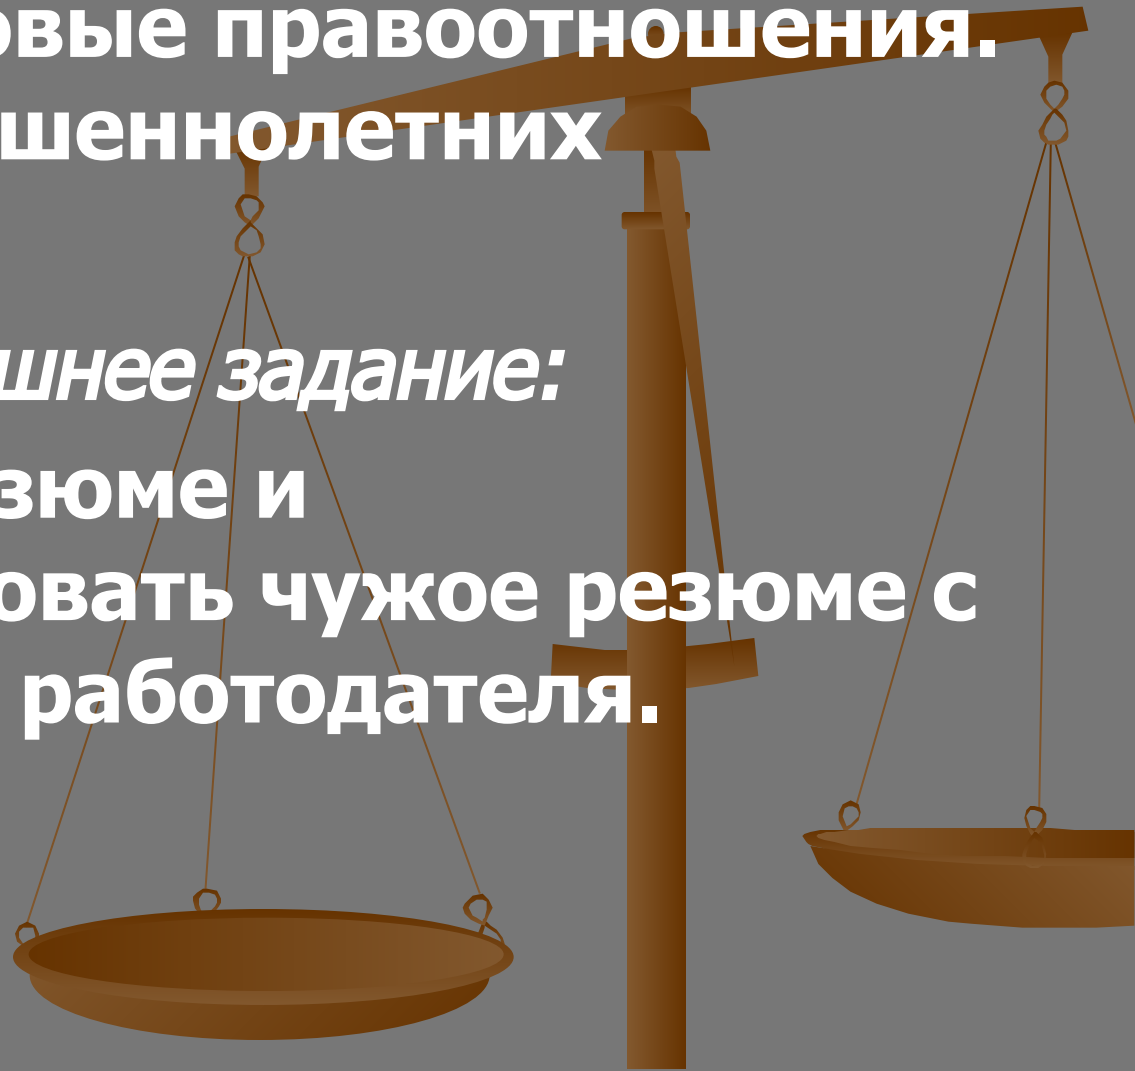 овые правоотношения.
шеннолетних
шнее задание:
зюме и
овать чужое резюме с
работодателя.